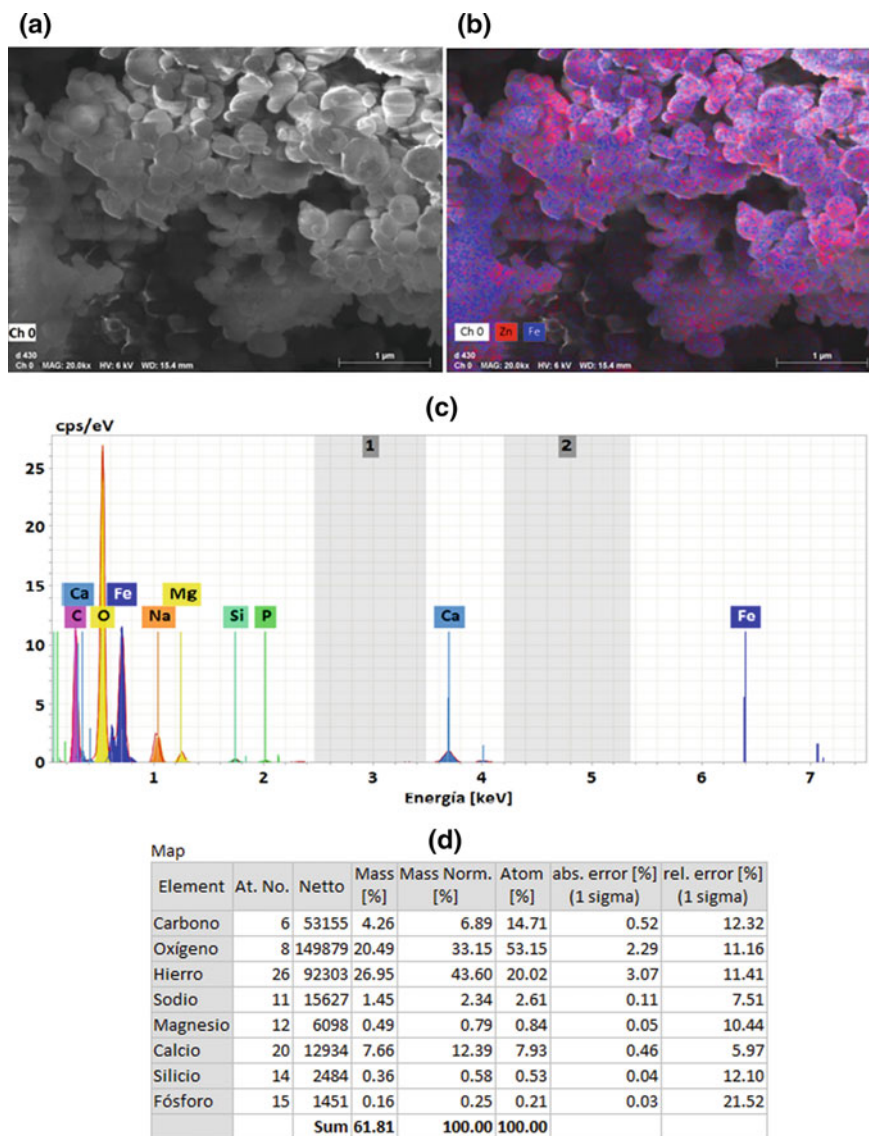 (a)
(b)
Ch 0
d 430
Ch 0 MAG: 20.0kx HV: 6 kV WD: 15.4 mm
1 µm
Ch 0 Zn Fe
d 430
Ch 0 MAG: 20.0kx HV: 6 kV WD: 15.4 mm
1 µm
(c)
cps/eV
1 2
25
20
15
Ca Fe Mg
C O Na Si P Ca Fe
10
5
0
1 2 3 4 5 6 7
Energía [keV]
(d)
Map
Element At. No. Netto Mass [%] Mass Norm. [%] Atom [%] abs. error [%] (1 sigma) rel. error [%] (1 sigma)
Carbono 6 53155 4.26 6.89 14.71 0.52 12.32
Oxígeno 8 149879 20.49 33.15 53.15 2.29 11.16
Hierro 26 92303 26.95 43.60 20.02 3.07 11.41
Sodio 11 15627 1.45 2.34 2.61 0.11 7.51
Magnesio 12 6098 0.49 0.79 0.84 0.05 10.44
Calcio 20 12934 7.66 12.39 7.93 0.46 5.97
Silicio 14 2484 0.36 0.58 0.53 0.04 12.10
Fósforo 15 1451 0.16 0.25 0.21 0.03 21.52
Sum 61.81 100.00 100.00